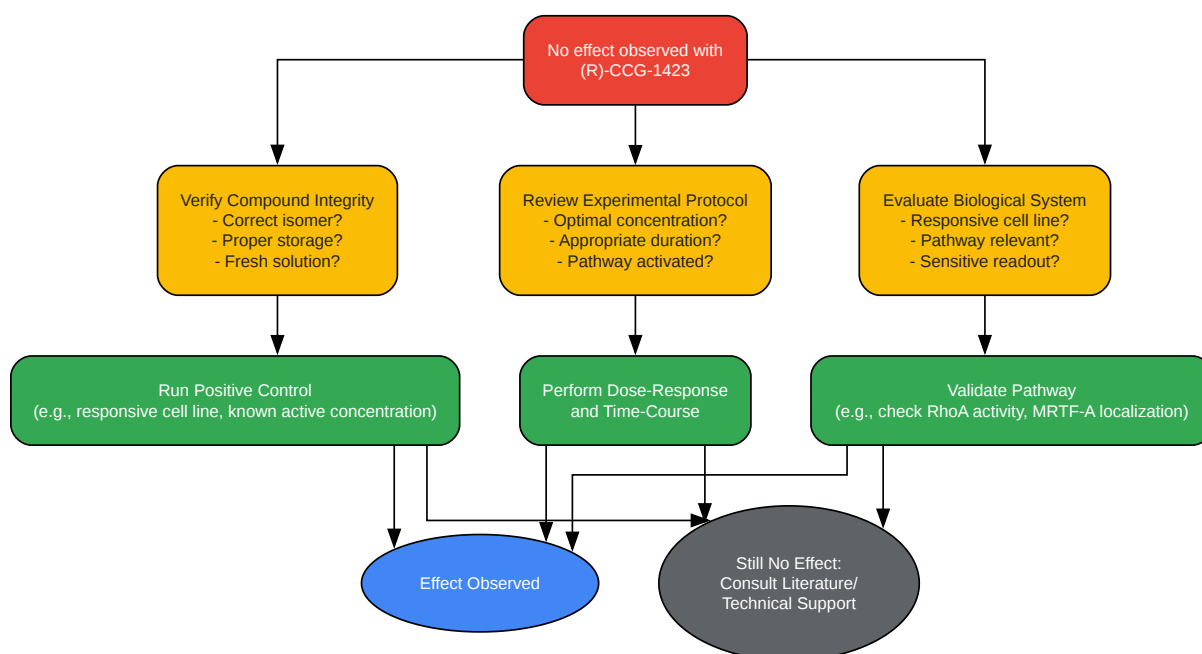 No effect observed with
(R)-CCG-1423
Verify Compound Integrity
- Correct isomer?
- Proper storage?
- Fresh solution?
Review Experimental Protocol
- Optimal concentration?
- Appropriate duration?
- Pathway activated?
Evaluate Biological System
- Responsive cell line?
- Pathway relevant?
- Sensitive readout?
Run Positive Control
(e.g., responsive cell line, known active concentration)
Perform Dose-Response
and Time-Course
Validate Pathway
(e.g., check RhoA activity, MRTF-A localization)
Effect Observed
Still No Effect:
Consult Literature/
Technical Support